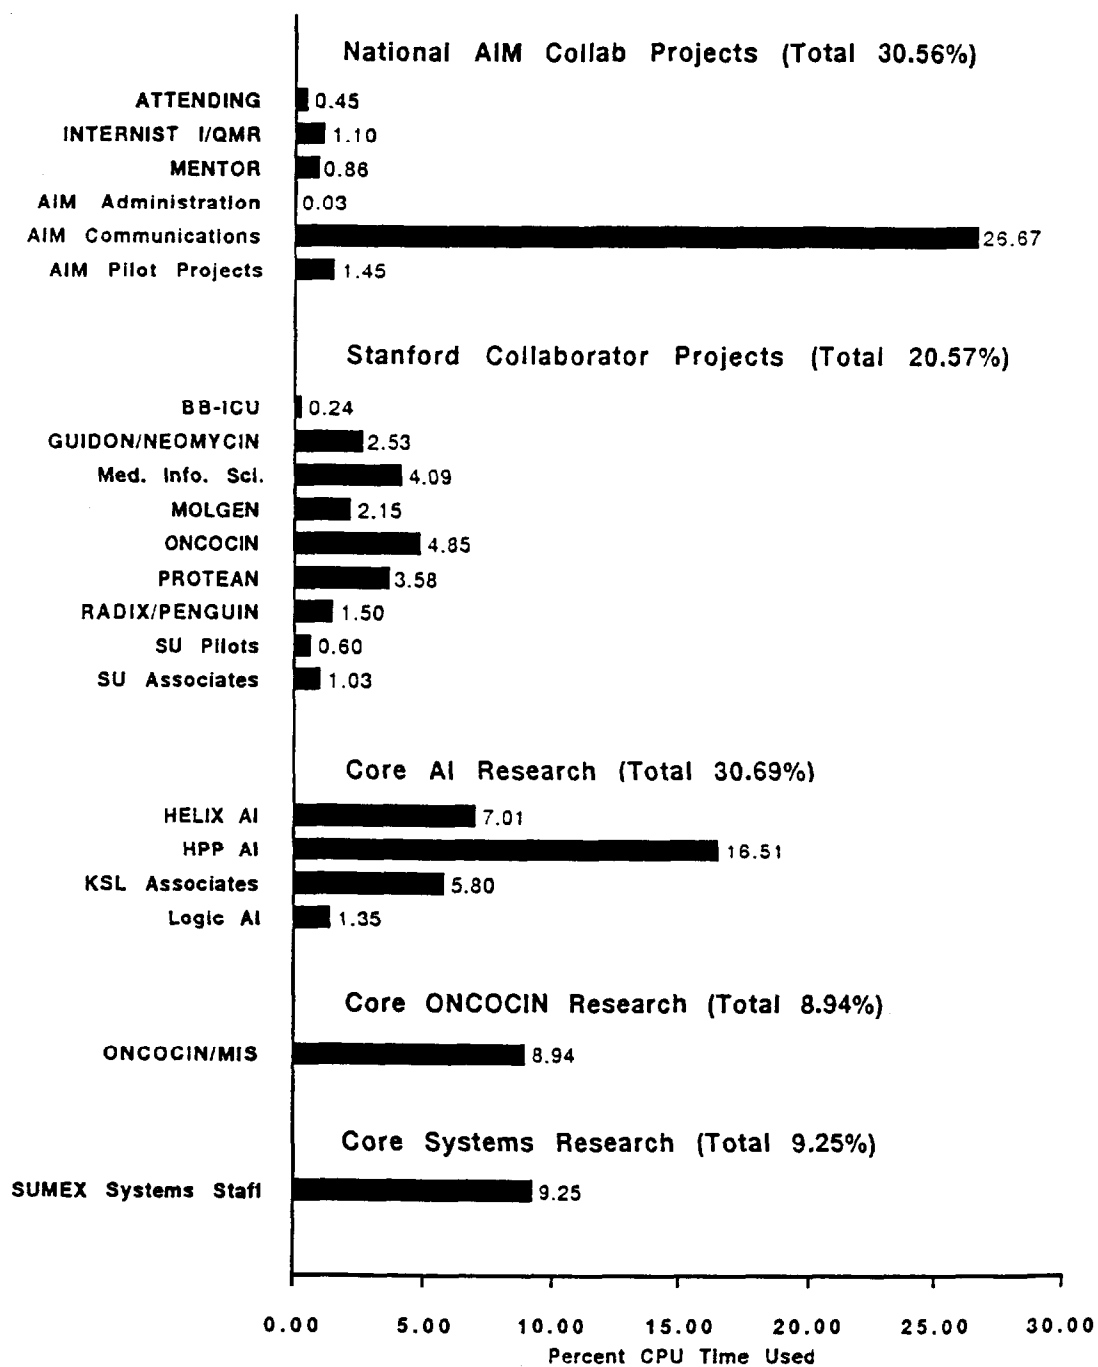 National AIM Collab Projects (Total 30.56%)
ATTENDING 0.45
INTERNIST I/QMR 1.10
MENTOR 0.86
AIM Administration 0.03
AIM Communications 26.67
AIM Pilot Projects 1.45
Stanford Collaborator Projects (Total 20.57%)
BB-ICU 0.24
GUIDON/NEOMYCIN 2.53
Med. Info. Sci. 4.09
MOLGEN 2.15
ONCOCIN 4.85
PROTEAN 3.58
RADIX/PENGUIN 1.50
SU Pilots 0.60
SU Associates 1.03
Core AI Research (Total 30.69%)
HELIX AI 7.01
HPP AI 16.51
KSL Associates 5.80
Logic AI 1.35
Core ONCOCIN Research (Total 8.94%)
ONCOCIN/MIS 8.94
Core Systems Research (Total 9.25%)
SUMEX Systems Staff 9.25
0.00 5.00 10.00 15.00 20.00 25.00 30.00
Percent CPU Time Used